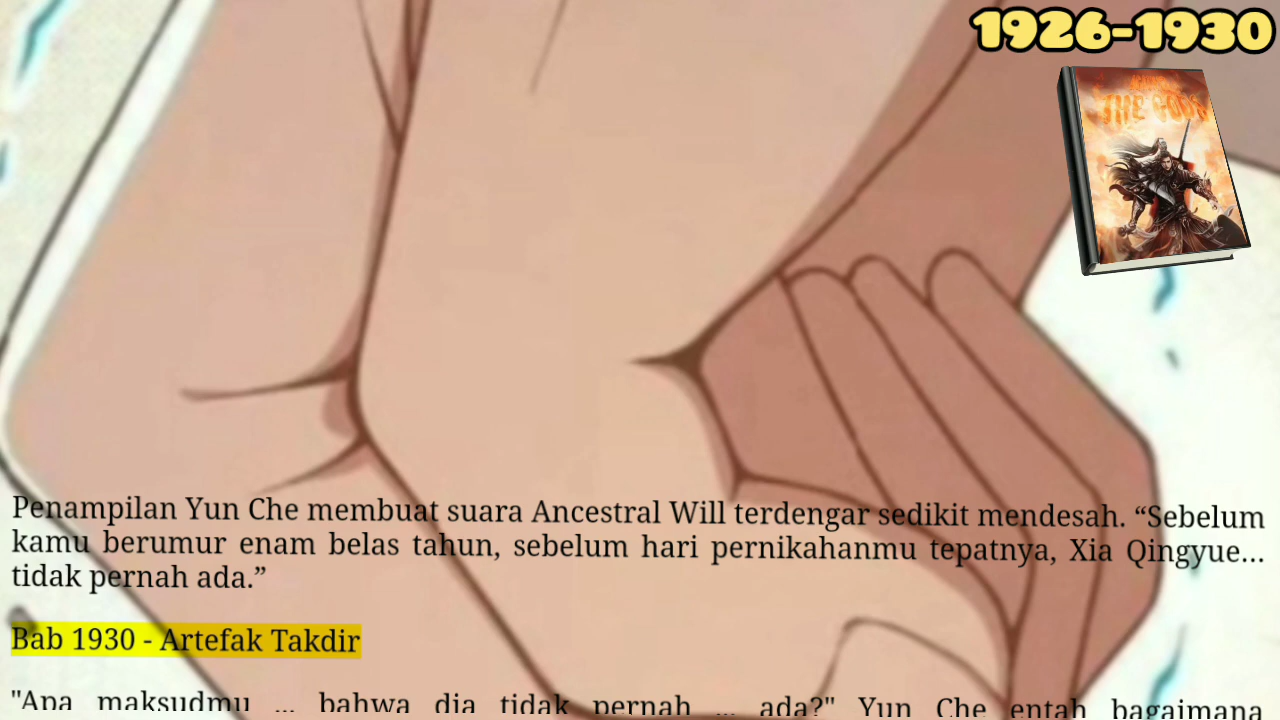 1926-1930
AGAINST
THE GODS
Penampilan Yun Che membuat suara Ancestral Will terdengar sedikit mendesah. “Sebelum
kamu berumur enam belas tahun, sebelum hari pernikahanmu tepatnya, Xia Qingyue...
tidak pernah ada.”
Bab 1930 - Artefak Takdir
"Apa maksudmu ... bahwa dia tidak pernah ... ada?" Yun Che entah bagaimana